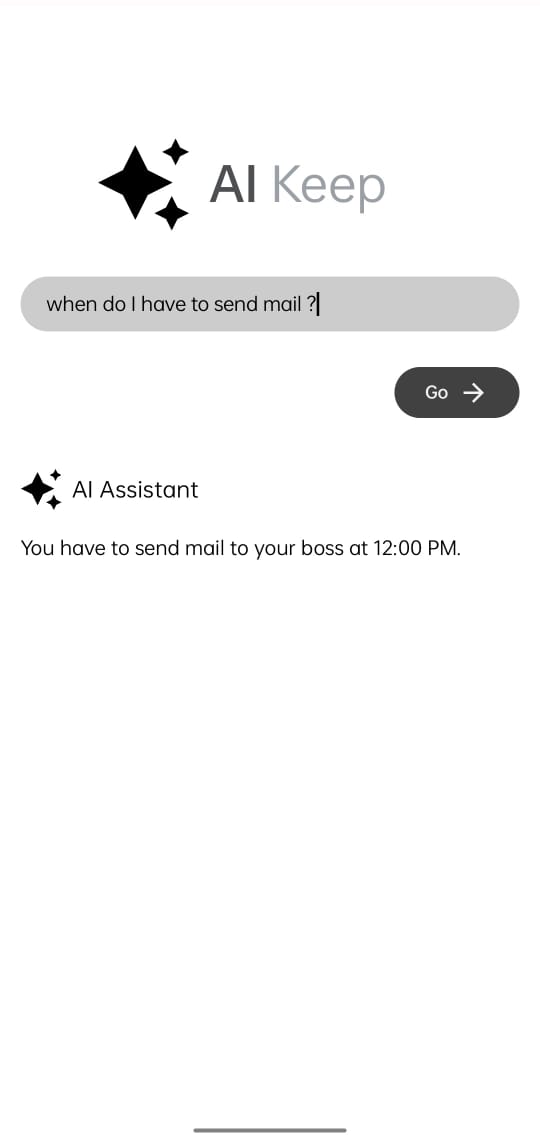 AI Keep
when do I have to send mail ?
Go
AI Assistant
You have to send mail to your boss at 12:00 PM.